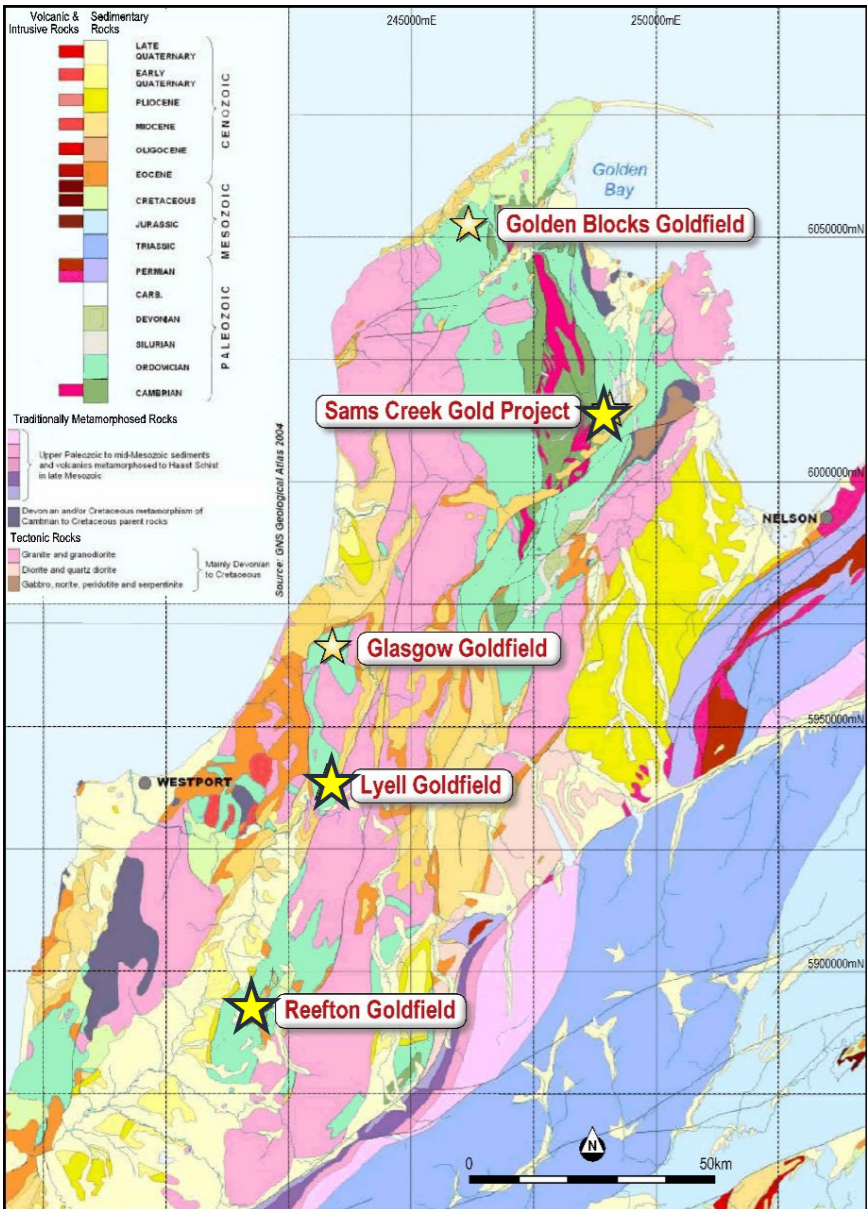 Volcanic & Intrusive Rocks
Sedimentary Rocks
LATE QUATERNARY
EARLY QUATERNARY
PLIOCENE
MIOCENE
OLIGOCENE
EOCENE
CRETACEOUS
JURASSIC
TRIASSIC
PERMIAN
CARB.
DEVONIAN
SILURIAN
ORDOVICIAN
CAMBRIAN
CENOZOIC
MESOZOIC
PALEOZOIC
Traditionally Metamorphosed Rocks
Upper Paleozoic to mid-Mesozoic sediments
and volcanics metamorphosed to Haast Schist
in late Mesozoic
Devonian and/or Cretaceous metamorphism of
Cambrian to Cretaceous parent rocks
Tectonic Rocks
Granite and granodiorite
Diorite and quartz diorite
Gabbro, norite, peridotite and serpentinite
Mainly Devonian
to Cretaceous
Source: GNS Geological Atlas 2004
245000mE
250000mE
Golden
Bay
Golden Blocks Goldfield
6050000mN
Sams Creek Gold Project
6000000mN
NELSON
Glasgow Goldfield
5950000mN
WESTPORT
Lyell Goldfield
5900000mN
Reefton Goldfield
N
0
50km